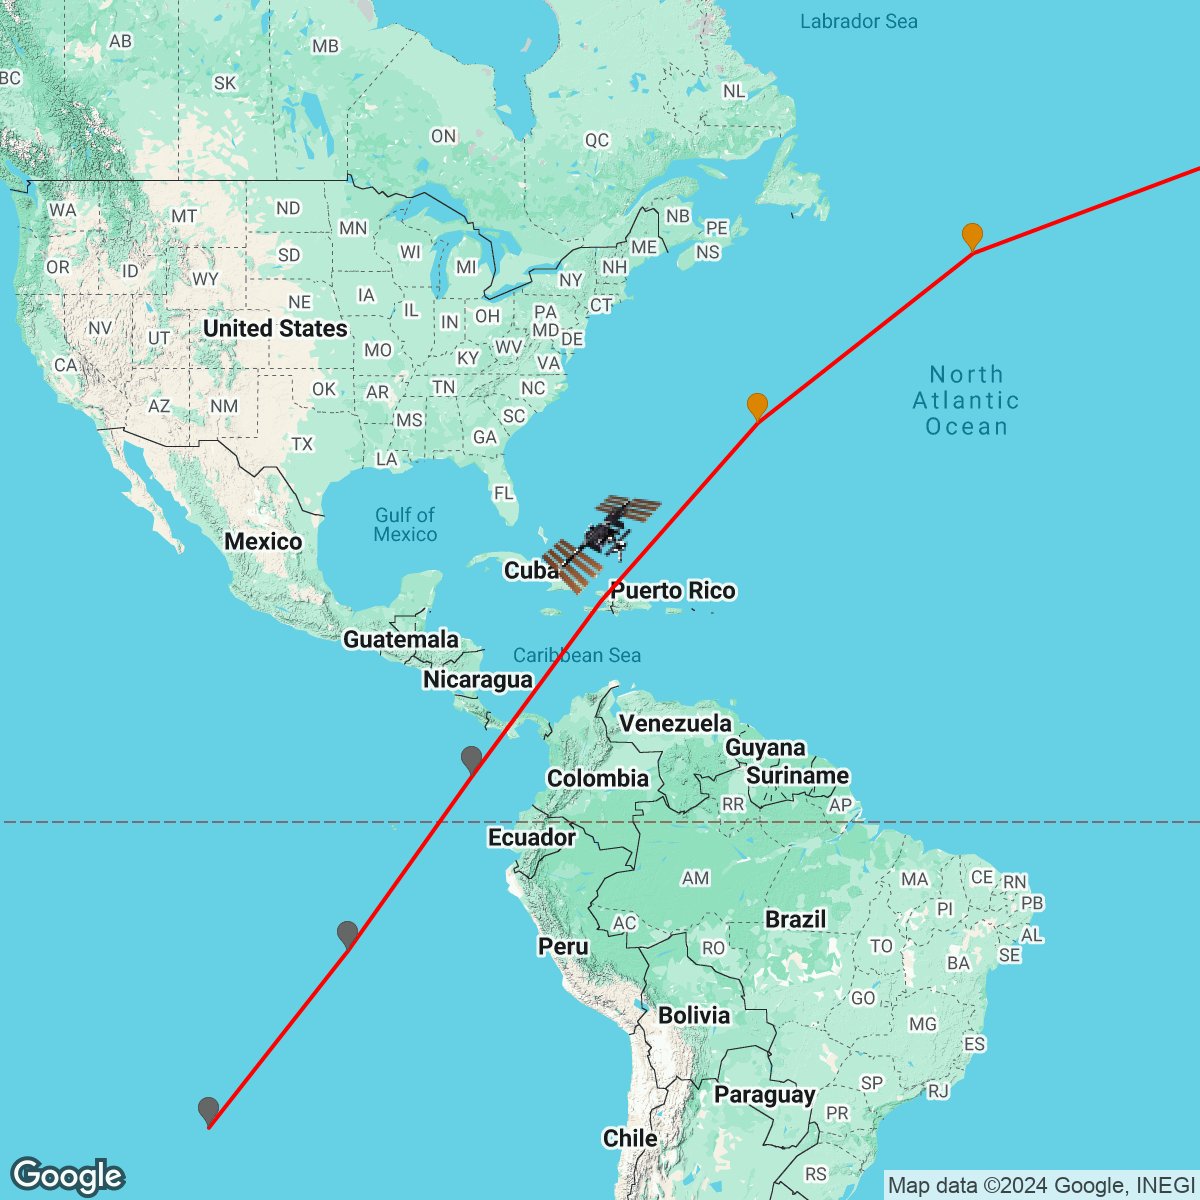 Labrador Sea
AB
MB
BC
SK
NL
ON
QC
WA
MT
ND
MN
NB
PE
OR
ID
SD
WI
MI
ME
NS
WY
NH
NY
NE
IA
IL
IN
OH
PA
CT
NV
UT
United States
MD
DE
CA
MO
KY
WV
VA
AZ
NM
OK
AR
TN
NC
North
Atlantic
Ocean
TX
MS
SC
LA
GA
FL
Gulf of
Mexico
Mexico
Cuba
Puerto Rico
Guatemala
Caribbean Sea
Nicaragua
Venezuela
Guyana
Colombia
Suriname
RR
AP
Ecuador
AM
MA
CE
RN
PB
PI
AC
Brazil
AL
Peru
RO
TO
BA
SE
GO
Bolivia
MG
ES
SP
RJ
Paraguay
PR
Chile
RS
Google
Map data ©2024 Google, INEGI